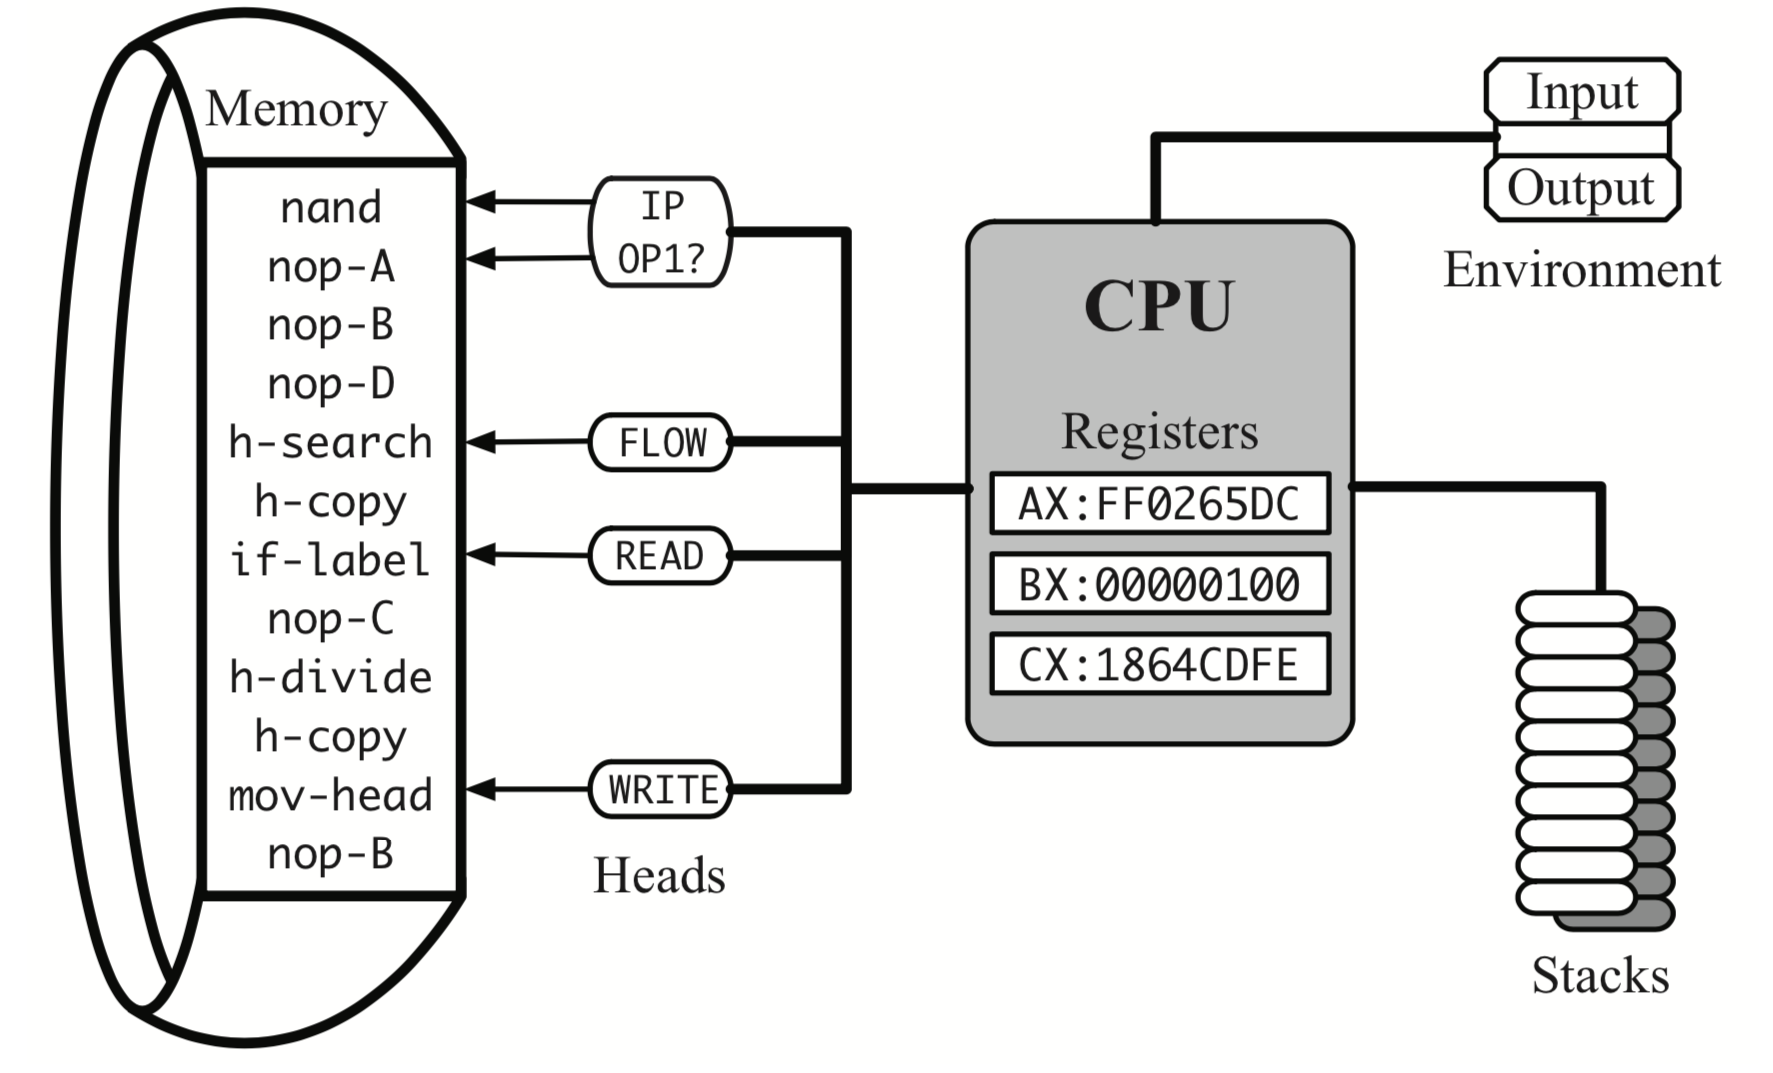 Memory
nand
nop-A
nop-B
nop-D
h-search
h-copy
if-label
nop-C
h-divide
h-copy
mov-head
nop-B
IP
OP1?
FLOW
READ
WRITE
Heads
CPU
Registers
AX:FF0265DC
BX:00000100
CX:1864CDFE
Input
Output
Environment
Stacks